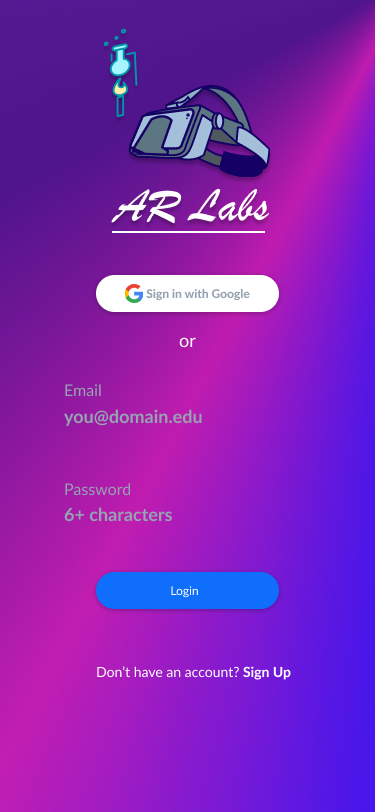 AR Labs
Sign in with Google
or
Email
you@domain.edu
Password
6+ characters
Login
Don't have an account? Sign Up